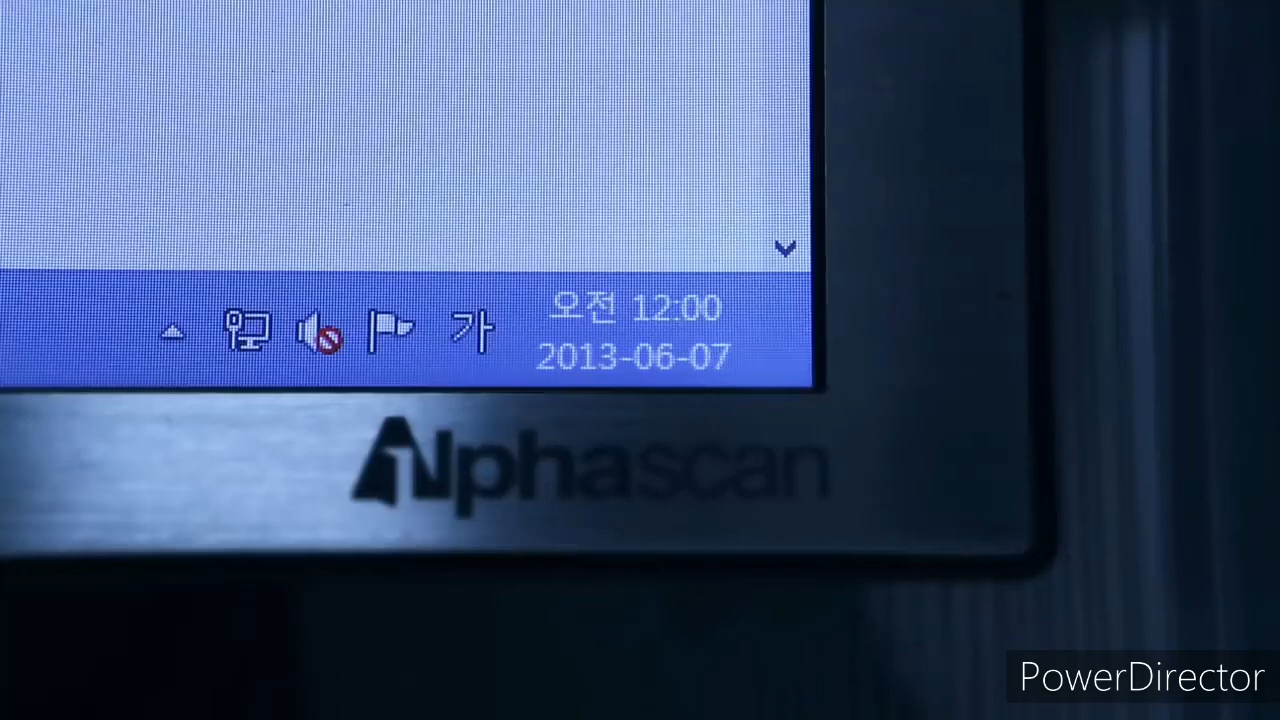 가
오전 12:00
2013-06-07
Alphascan
PowerDirector